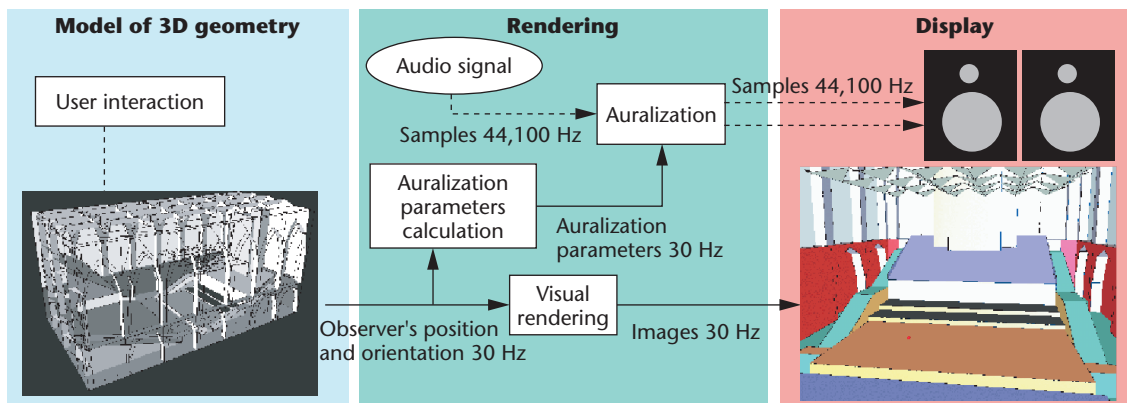 Model of 3D geometry
User interaction
Rendering
Audio signal
Samples 44,100 Hz
Auralization
Auralization
parameters
calculation
Auralization
parameters 30 Hz
Observer's position
and orientation 30 Hz
Visual
rendering
Images 30 Hz
Display
Samples 44,100 Hz